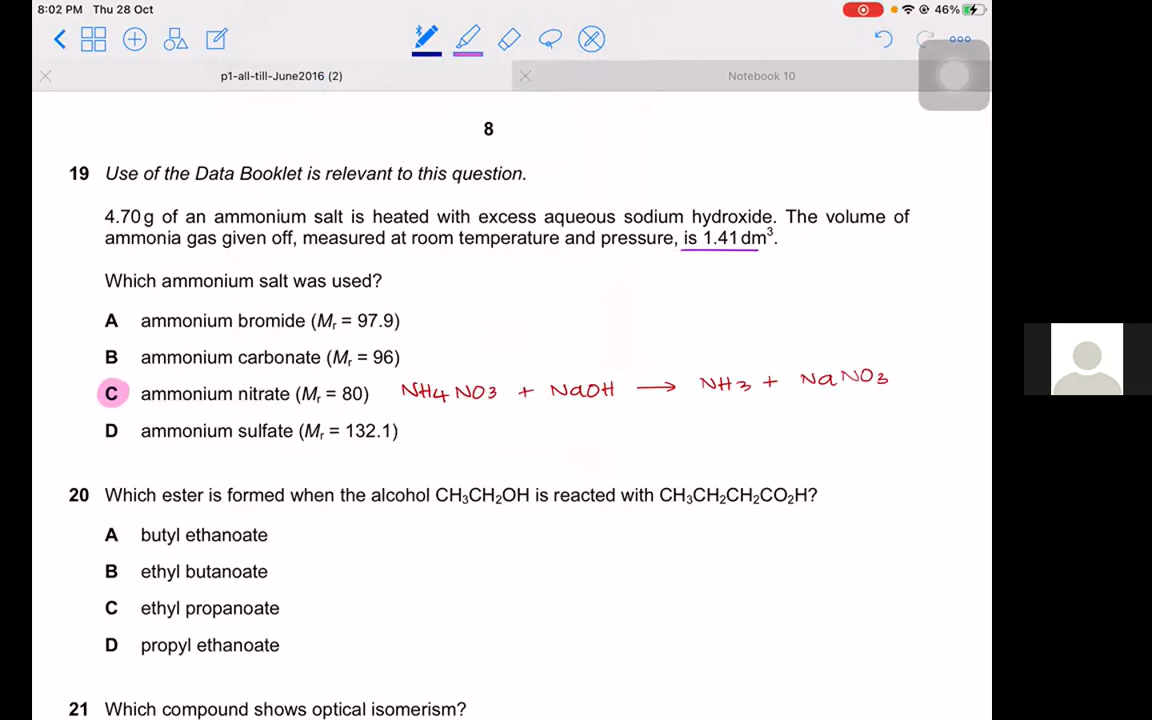 8:02 PM Thu 28 Oct 46%
p1-all-till-June2016 (2) Notebook 10
8
19 Use of the Data Booklet is relevant to this question.
4.70 g of an ammonium salt is heated with excess aqueous sodium hydroxide. The volume of
ammonia gas given off, measured at room temperature and pressure, is 1.41 dm³.
Which ammonium salt was used?
A ammonium bromide (Mᵣ = 97.9)
B ammonium carbonate (Mᵣ = 96)
C ammonium nitrate (Mᵣ = 80) NH4 NO3 + NaOH → NH3 + NaNO3
D ammonium sulfate (Mᵣ = 132.1)
20 Which ester is formed when the alcohol CH₃CH₂OH is reacted with CH₃CH₂CH₂CO₂H?
A butyl ethanoate
B ethyl butanoate
C ethyl propanoate
D propyl ethanoate
21 Which compound shows optical isomerism?